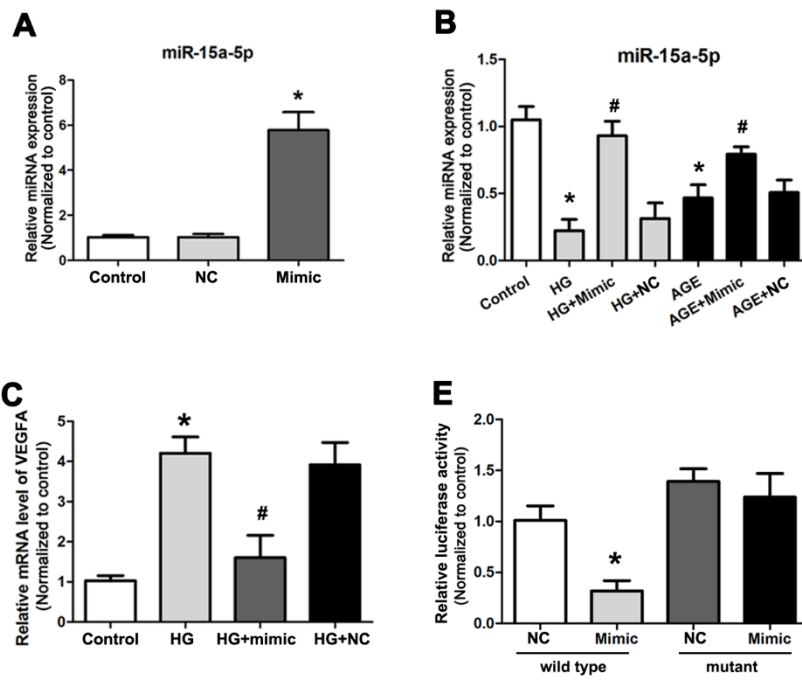 A
miR-15a-5p
Relative miRNA expression
(Normalized to control)
8
6
4
2
0
*
Control NC Mimic
B
miR-15a-5p
Relative miRNA expression
(Normalized to control)
1.5
1.0
0.5
0.0
* # * #
Control HG HG+Mimic HG+NC AGE AGE+Mimic AGE+NC
C
Relative mRNA level of VEGFA
(Normalized to control)
5
4
3
2
1
0
* #
Control HG HG+mimic HG+NC
E
Relative luciferase activity
(Normalized to control)
2.0
1.5
1.0
0.5
0.0
*
NC Mimic NC Mimic
wild type mutant